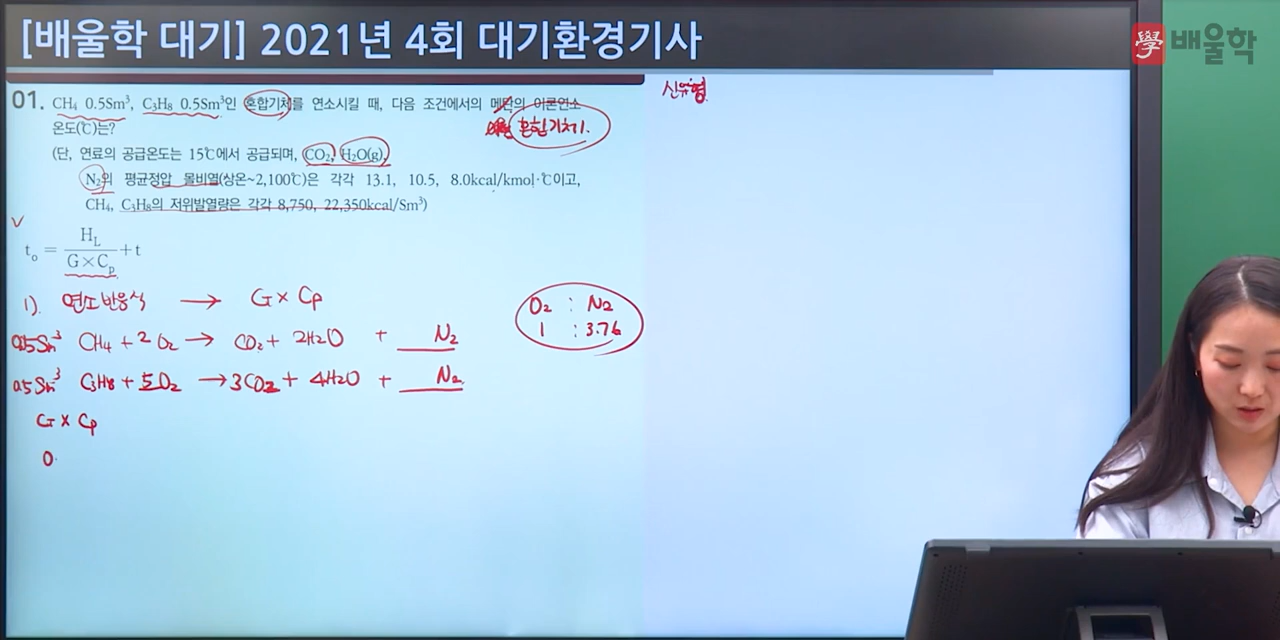 [배울학 대기] 2021년 4회 대기환경기사
學 배울학
신유형
01. CH₄ 0.5Sm³, C₃H₈ 0.5Sm³인 혼합기체를 연소시킬 때, 다음 조건에서의 메탄의 이론연소
온도(℃)는?
혼합기체
(단, 연료의 공급온도는 15℃에서 공급되며, CO₂, H₂O(g),
N₂의 평균정압 몰비열(상온~2,100℃)은 각각 13.1, 10.5, 8.0kcal/kmol·℃이고,
CH₄, C₃H₈의 저위발열량은 각각 8,750, 22,350kcal/Sm³)
t₀ = H_L / G×C_p + t
1). 연소반응식 → G × Cp
O₂ : N₂
1 : 3.76
0.5Sm³ CH₄ + 2O₂ → CO₂ + 2H₂O + ___ N₂
0.5Sm³ C₃H₈ + 5O₂ → 3CO₂ + 4H₂O + ___ N₂
G × Cp
0.